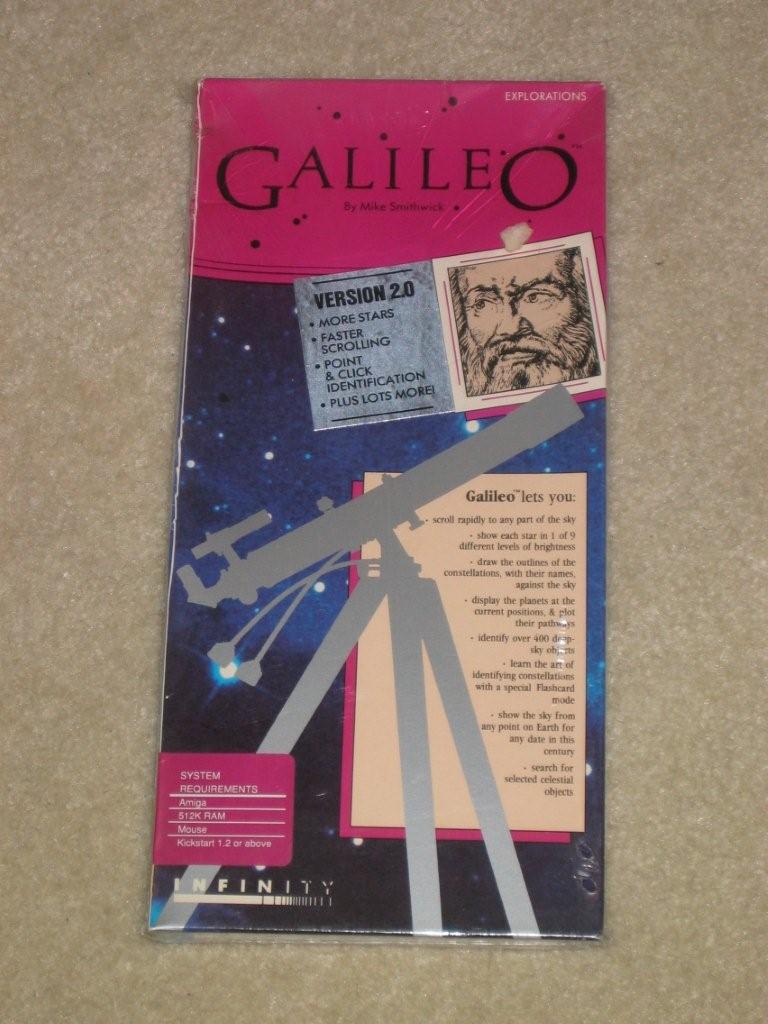 EXPLORATIONS
GALILEO™
By Mike Smithwick
VERSION 2.0
• MORE STARS
• FASTER
SCROLLING
• POINT
& CLICK
IDENTIFICATION
• PLUS LOTS MORE!
Galileo™ lets you:
· scroll rapidly to any part of the sky
· show each star in 1 of 9
different levels of brightness
· draw the outlines of the
constellations, with their names,
against the sky
· display the planets at the
current positions, & plot
their pathways
· identify over 400 deep-
sky objects
· learn the art of
identifying constellations
with a special Flashcard
mode
· show the sky from
any point on Earth for
any date in this
century
· search for
selected celestial
objects
SYSTEM
REQUIREMENTS
Amiga
512K RAM
Mouse
Kickstart 1.2 or above
INFINITY